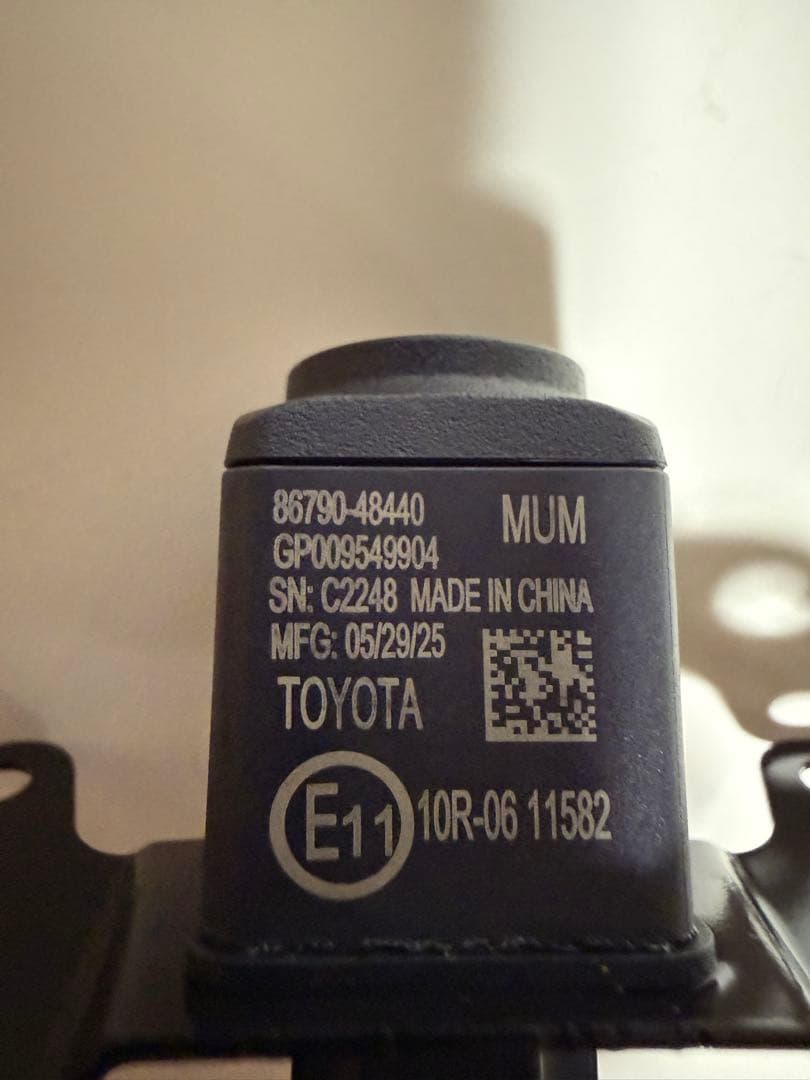 86790-48440 MUM
GP009549904
SN: C2248 MADE IN CHINA
MFG: 05/29/25
TOYOTA
E11 10R-06 11582